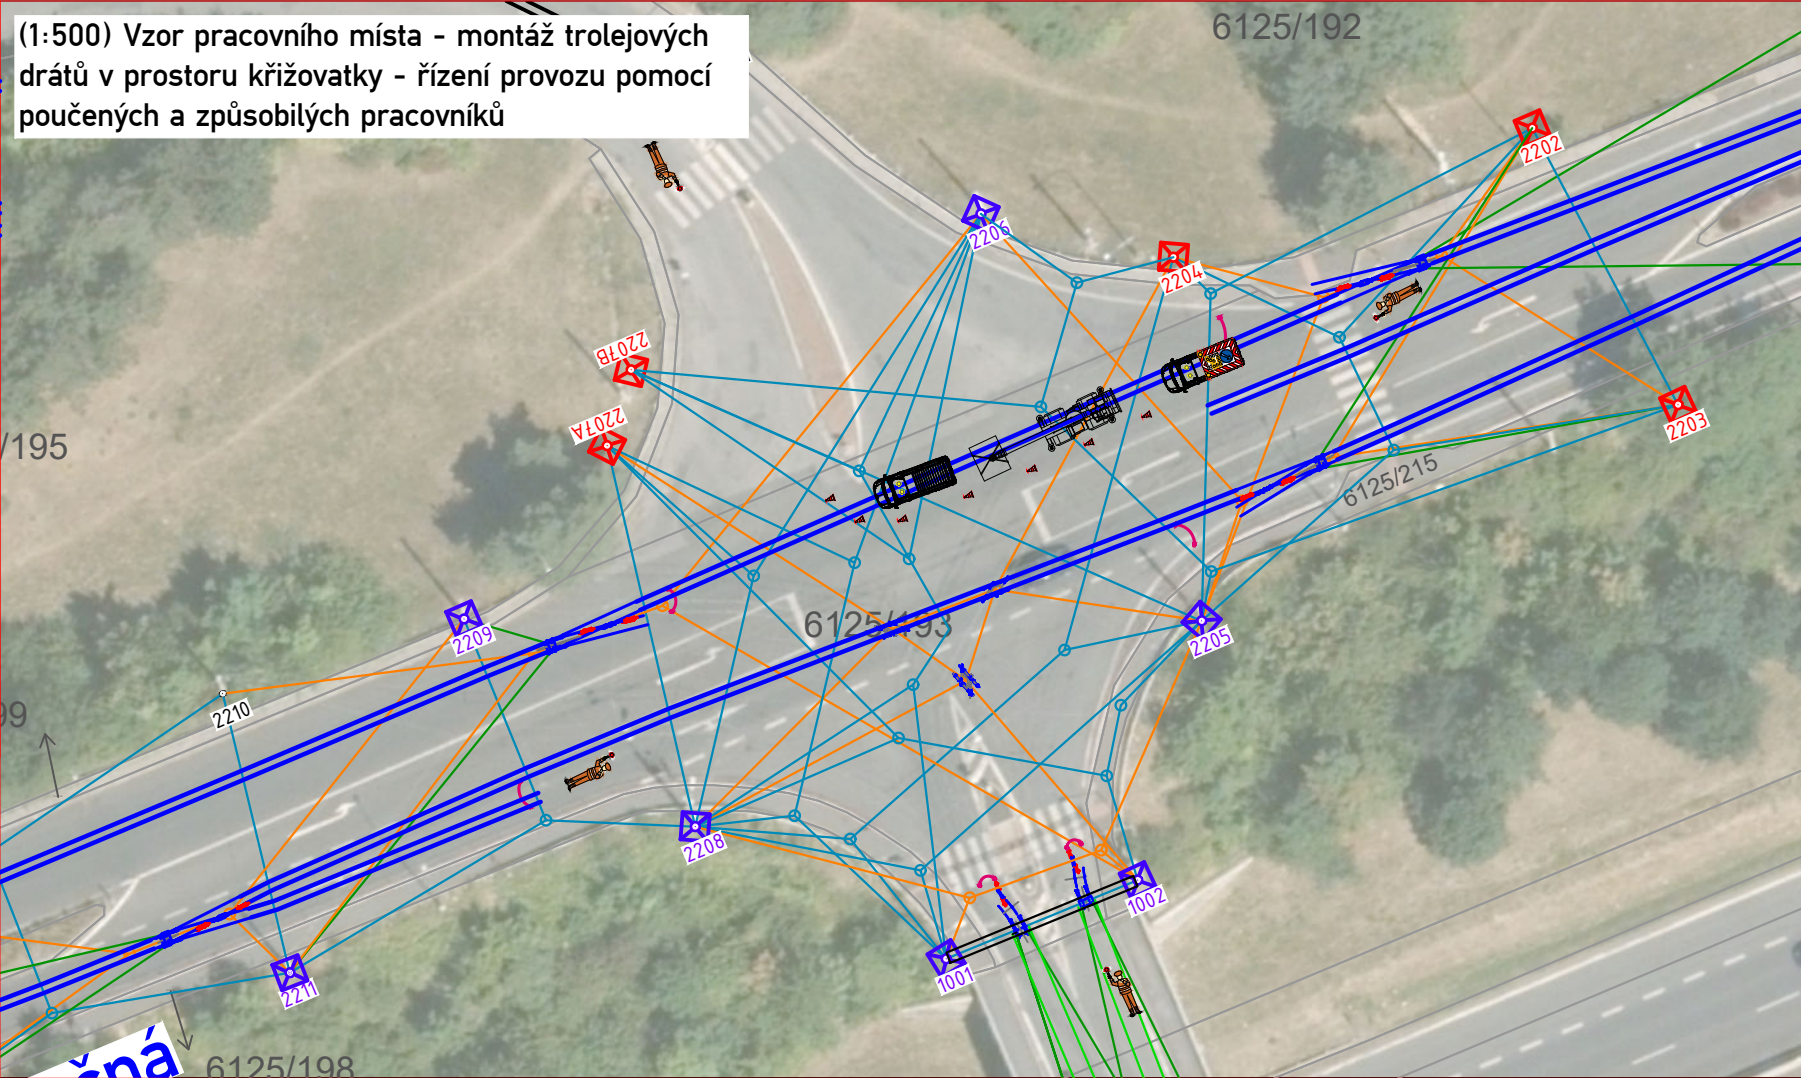 (1:500) Vzor pracovního místa - montáž trolejových
drátů v prostoru křižovatky - řízení provozu pomocí
poučených a způsobilých pracovníků
6125/192
2202
2206
2204
2207B
2207A
/195
2203
6125/215
6125/193
2205
2209
2210
99
2208
1002
1001
2211
čná
6125/198